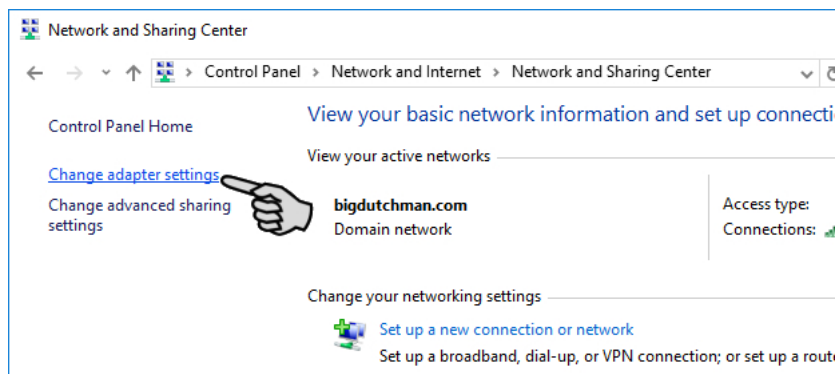 Network and Sharing Center
Control Panel > Network and Internet > Network and Sharing Center
Control Panel Home
Change adapter settings
Change advanced sharing
settings
View your basic network information and set up
View your active networks
bigdutchman.com
Domain network
Access type:
Connections:
Change your networking settings
Set up a new connection or network
Set up a broadband, dial-up, or VPN connection; or set up a